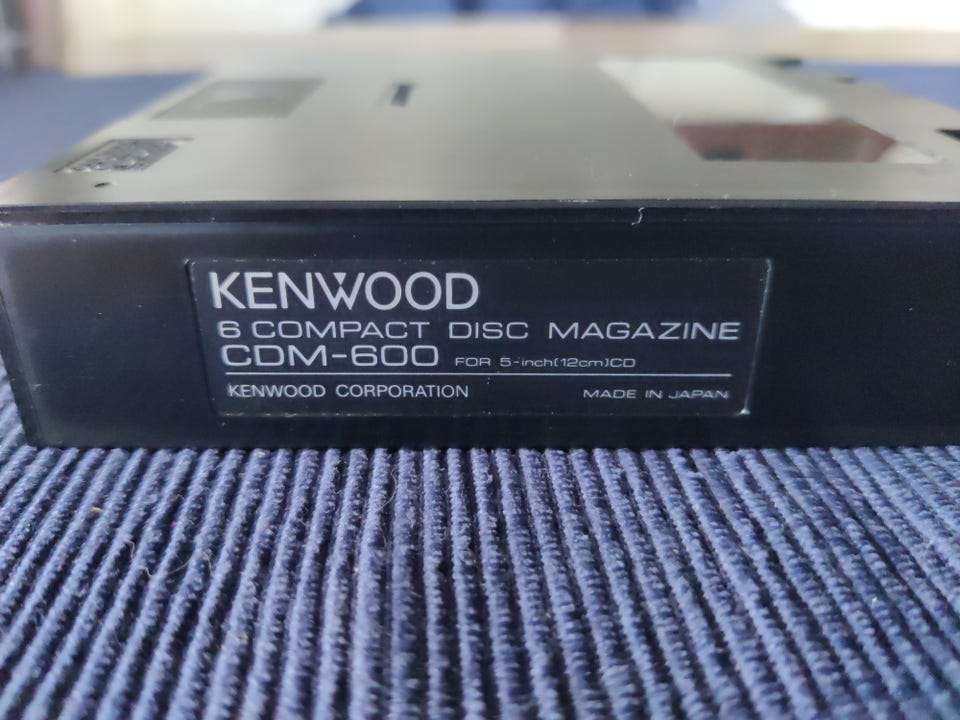 KENWOOD
6 COMPACT DISC MAGAZINE
CDM-600 FOR 5-inch(12cm)CD
KENWOOD CORPORATION MADE IN JAPAN